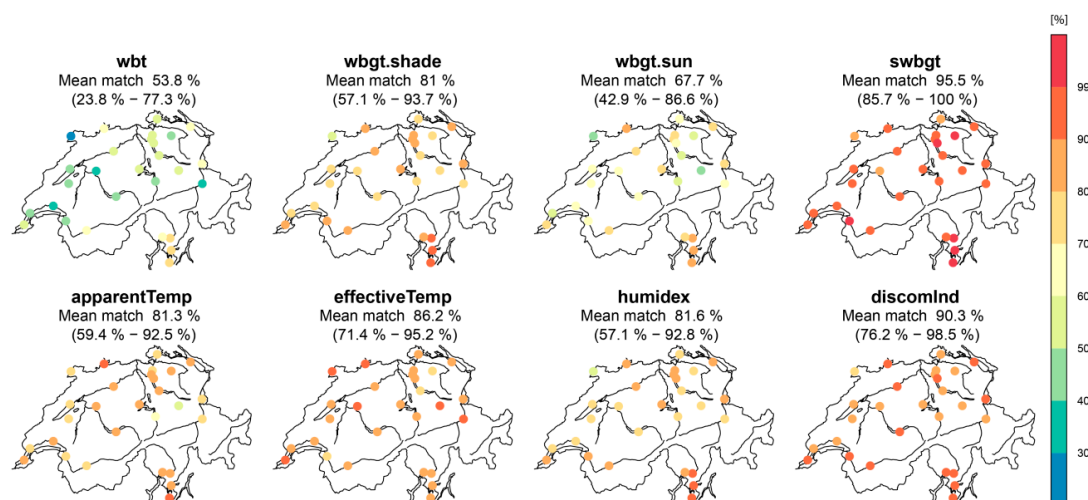 [%]
wbt
Mean match 53.8 %
(23.8 % − 77.3 %)
wbgt.shade
Mean match 81 %
(57.1 % − 93.7 %)
wbgt.sun
Mean match 67.7 %
(42.9 % − 86.6 %)
swbgt
Mean match 95.5 %
(85.7 % − 100 %)
apparentTemp
Mean match 81.3 %
(59.4 % − 92.5 %)
effectiveTemp
Mean match 86.2 %
(71.4 % − 95.2 %)
humidex
Mean match 81.6 %
(57.1 % − 92.8 %)
discomInd
Mean match 90.3 %
(76.2 % − 98.5 %)
99
90
80
70
60
50
40
30